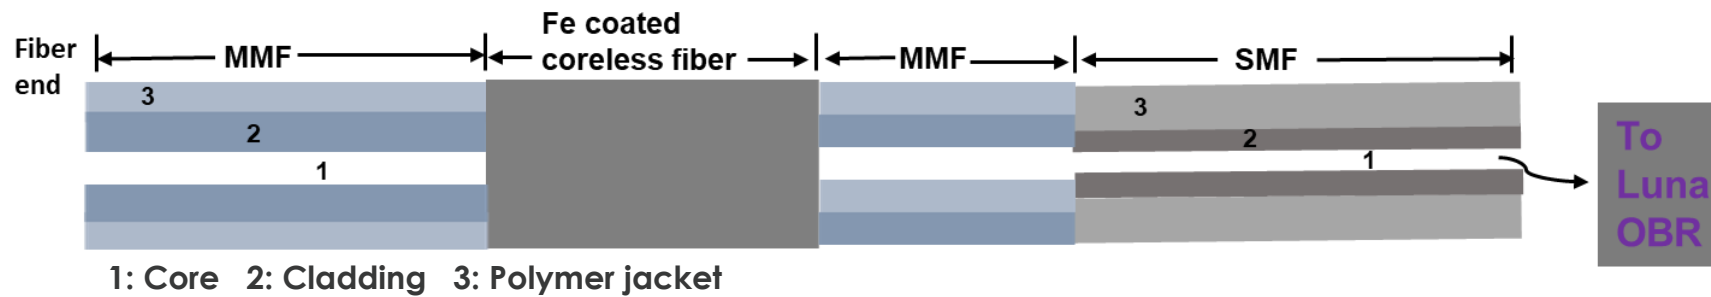 Fiber
end
MMF
Fe coated
coreless fiber
MMF
SMF
3
2
1
3
2
1
To
Luna
OBR
1: Core 2: Cladding 3: Polymer jacket